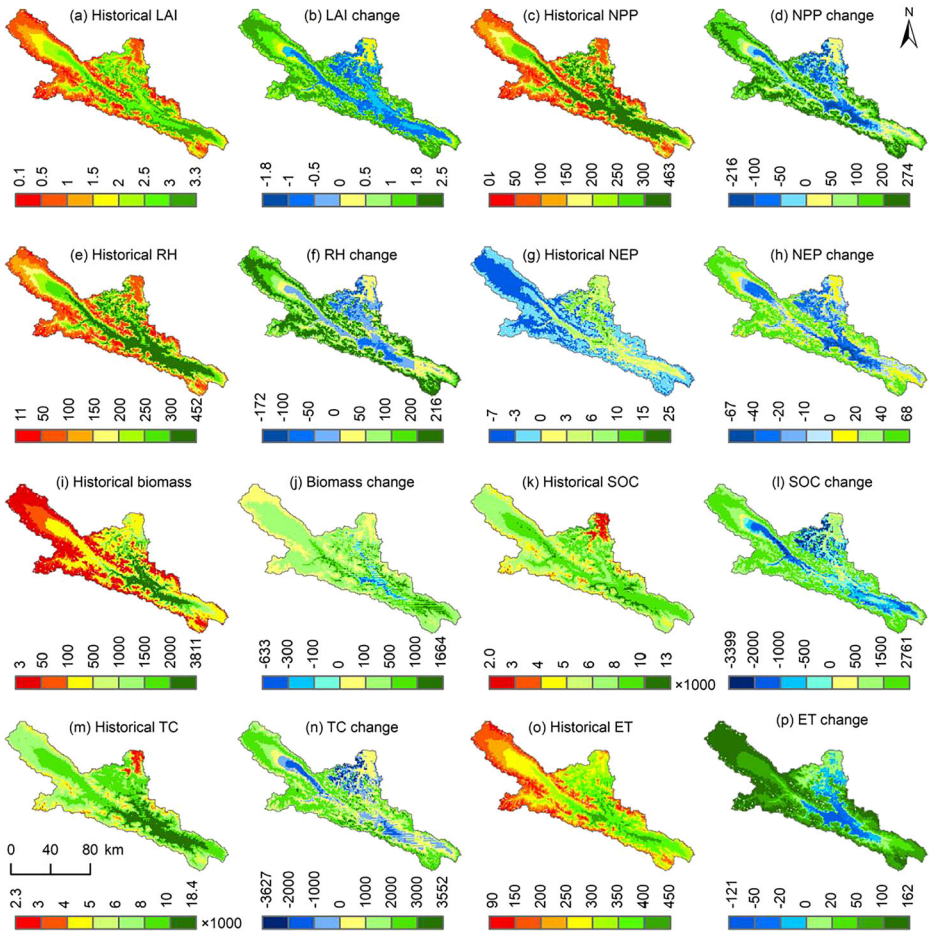 (a) Historical LAI (b) LAI change (c) Historical NPP (d) NPP change N
0.1 0.5 1 1.5 2 2.5 3 3.3
-1.8 -1 -0.5 0 0.5 1 1.8 2.5
10 50 100 150 200 250 300 463
-216 -100 -50 0 50 100 200 274
(e) Historical RH (f) RH change (g) Historical NEP (h) NEP change
11 50 100 150 200 250 300 452
-172 -100 -50 0 50 100 200 216
-7 -3 0 3 6 10 15 25
-67 -40 -20 -10 0 20 40 68
(i) Historical biomass (j) Biomass change (k) Historical SOC (l) SOC change
3 50 100 500 1000 1500 2000 3811
-633 -300 -100 0 100 500 1000 1664
2.0 3 4 5 6 8 10 13 ×1000
-3399 -2000 -1000 -500 0 500 1500 2761
(m) Historical TC (n) TC change (o) Historical ET (p) ET change
0 40 80 km
2.3 3 4 5 6 8 10 18.4 ×1000
-3627 -2000 -1000 0 1000 2000 3000 3552
90 150 200 250 300 350 400 450
-121 -50 -20 0 20 50 100 162